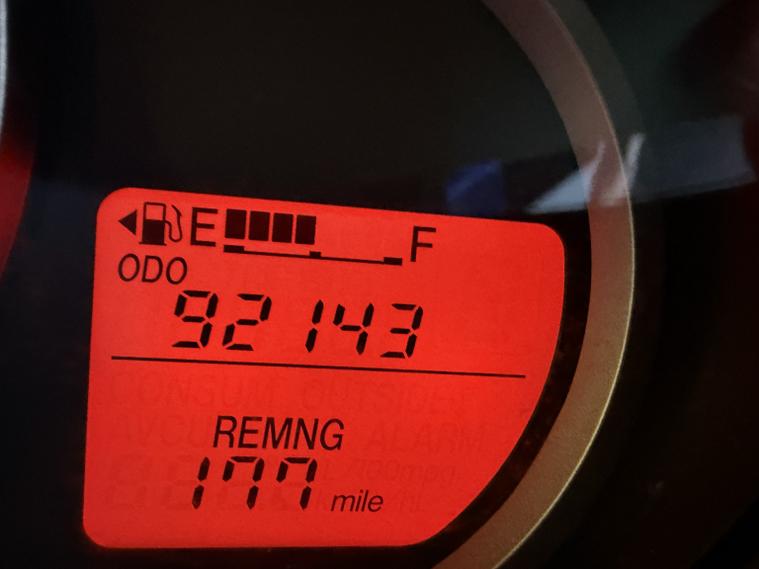 E F
ODO
92143
REMNG
177 mile